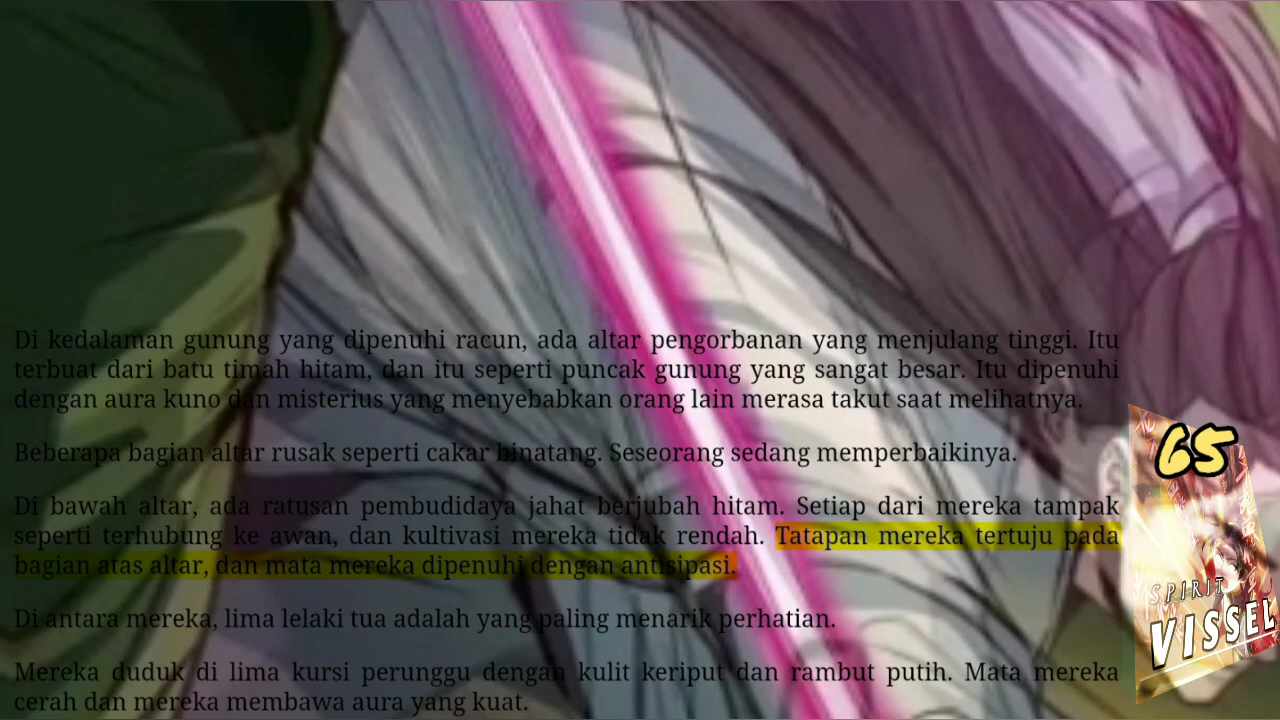 Di kedalaman gunung yang dipenuhi racun, ada altar pengorbanan yang menjulang tinggi. Itu
terbuat dari batu timah hitam, dan itu seperti puncak gunung yang sangat besar. Itu dipenuhi
dengan aura kuno dan misterius yang menyebabkan orang lain merasa takut saat melihatnya.
Beberapa bagian altar rusak seperti cakar binatang. Seseorang sedang memperbaikinya.
Di bawah altar, ada ratusan pembudidaya jahat berjubah hitam. Setiap dari mereka tampak
seperti terhubung ke awan, dan kultivasi mereka tidak rendah. Tatapan mereka tertuju pada
bagian atas altar, dan mata mereka dipenuhi dengan antisipasi.
Di antara mereka, lima lelaki tua adalah yang paling menarik perhatian.
Mereka duduk di lima kursi perunggu dengan kulit keriput dan rambut putih. Mata mereka
cerah dan mereka membawa aura yang kuat.
65
SPIRIT
VISSEL